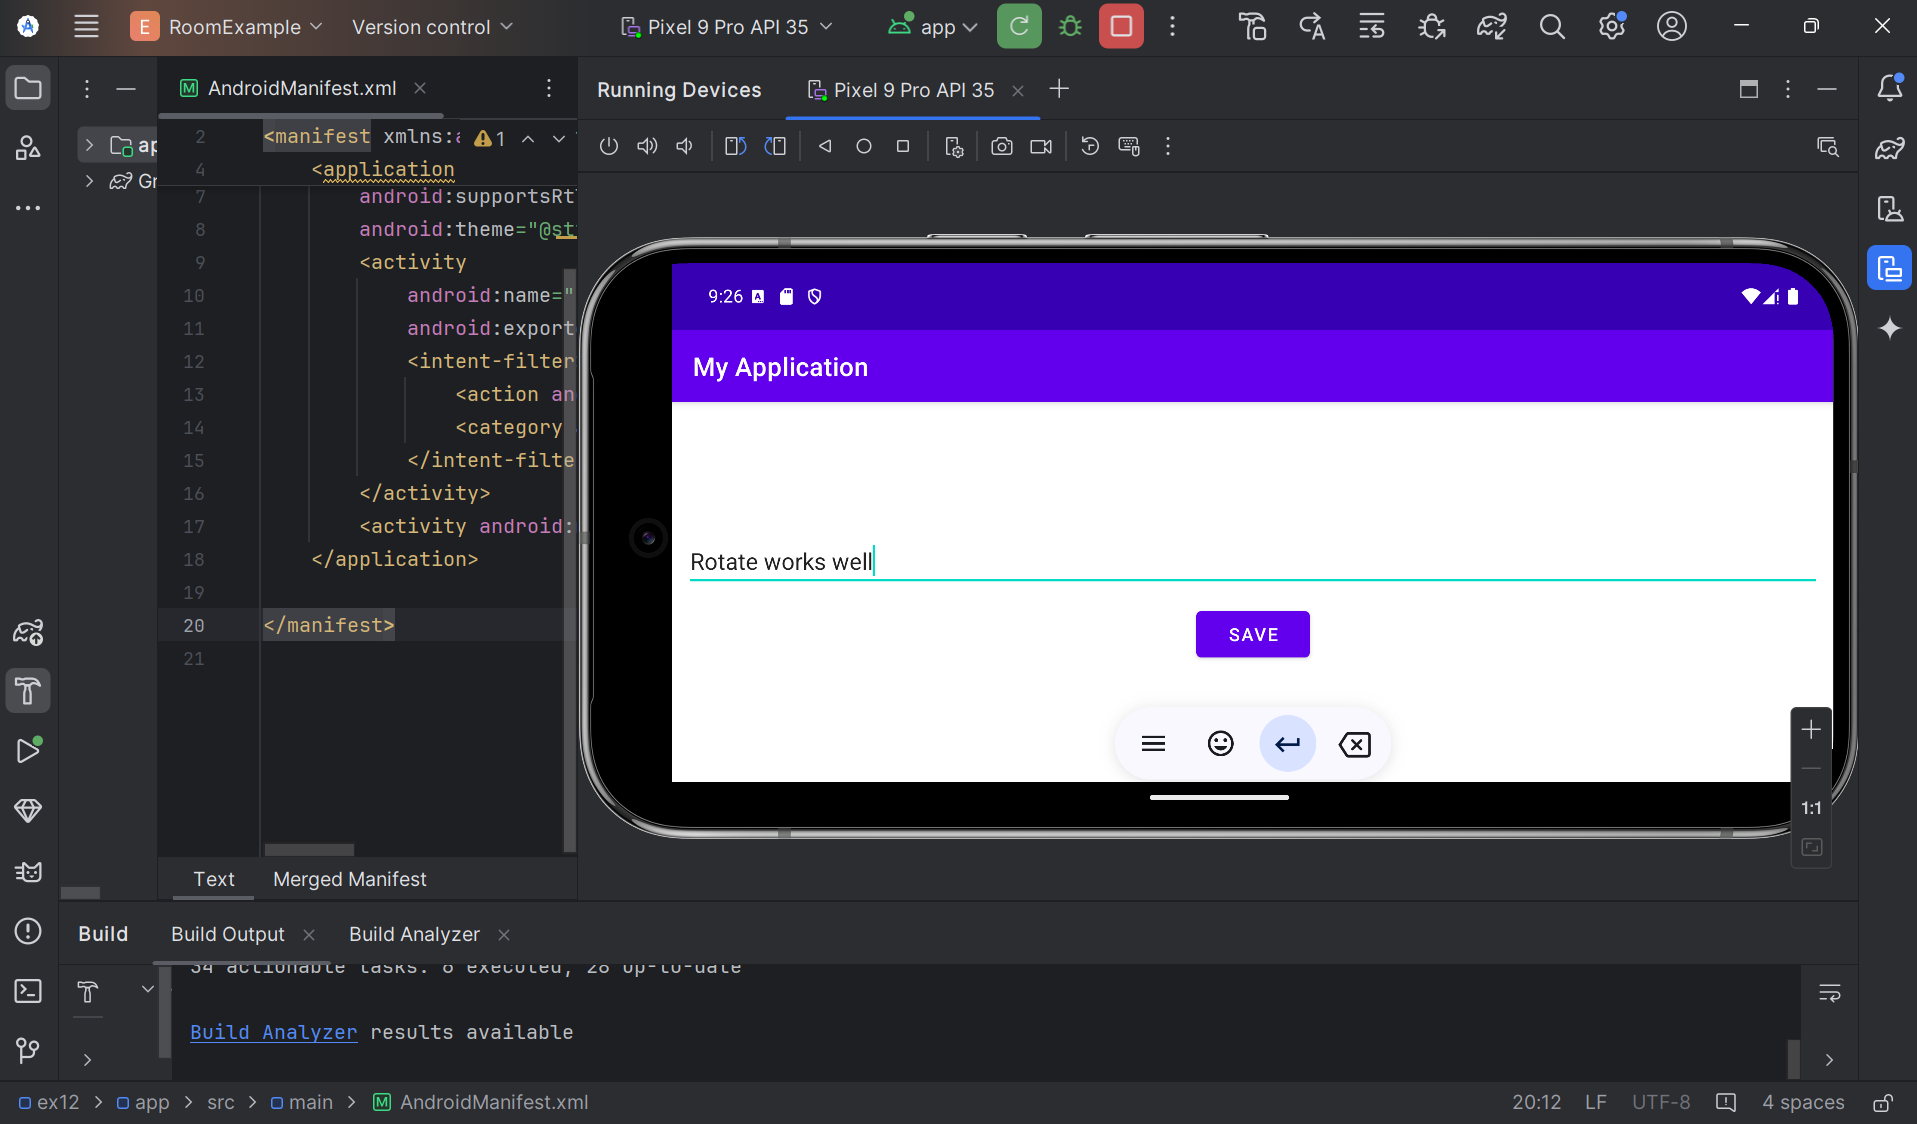 E RoomExample Version control Pixel 9 Pro API 35 app
AndroidManifest.xml
Running Devices Pixel 9 Pro API 35
ap
Gr
2 <manifest xmlns:a 1
4 <application
7 android:supportsRt
8 android:theme="@st
9 <activity
10 android:name="
11 android:export
12 <intent-filter
13 <action an
14 <category
15 </intent-filte
16 </activity>
17 <activity android:
18 </application>
19
20 </manifest>
21
Text Merged Manifest
9:26
My Application
Rotate works well
SAVE
1:1
Build Build Output Build Analyzer
34 actionable tasks: 6 executed, 28 up-to-date
Build Analyzer results available
ex12 > app > src > main > AndroidManifest.xml 20:12 LF UTF-8 4 spaces